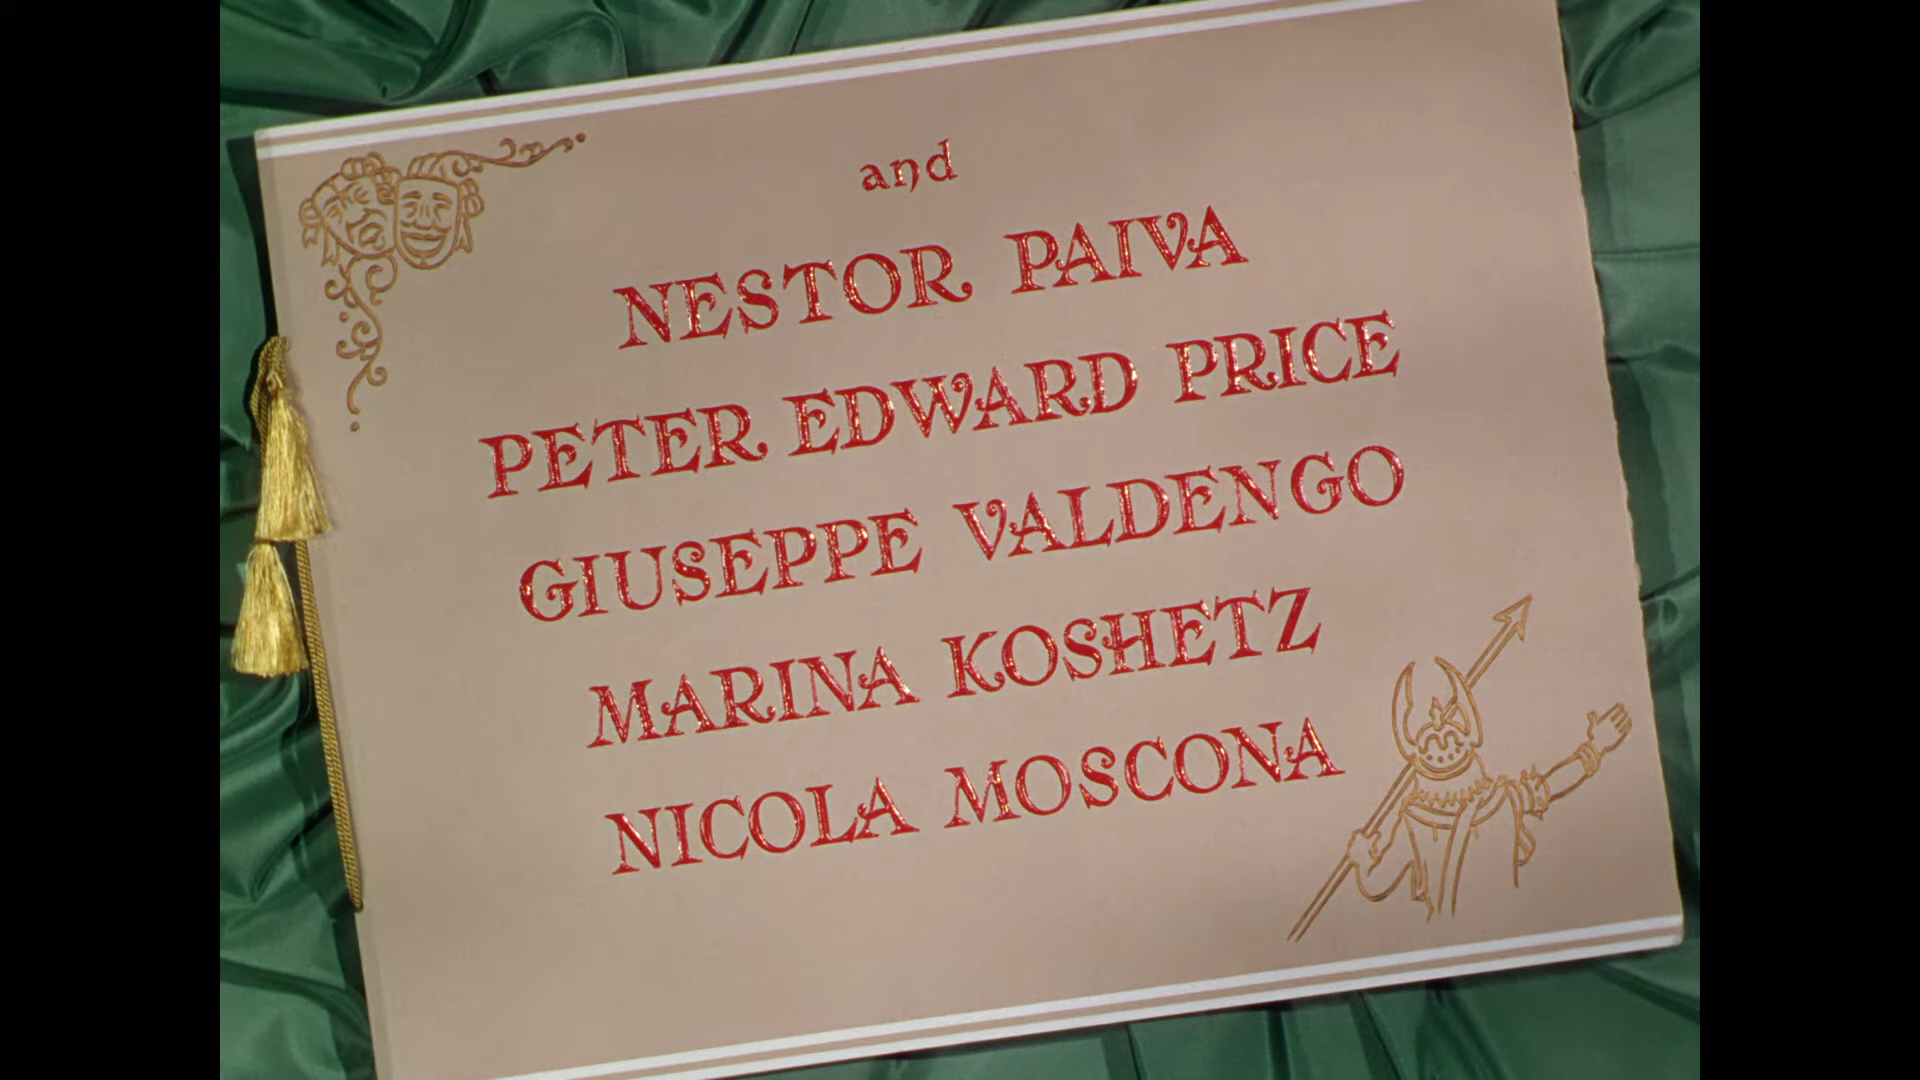 and
NESTOR PAIVA
PETER EDWARD PRICE
GIUSEPPE VALDENGO
MARINA KOSHETZ
NICOLA MOSCONA